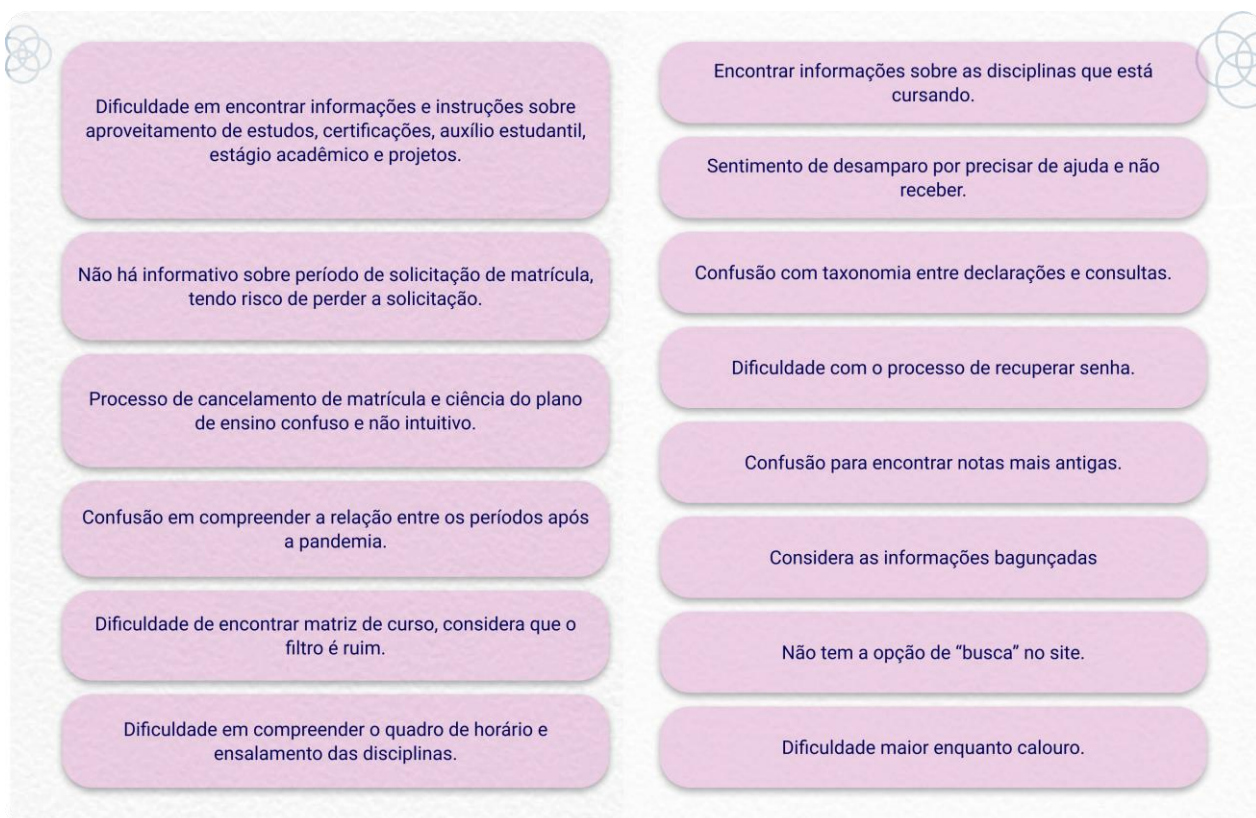 Dificuldade em encontrar informações e instruções sobre
aproveitamento de estudos, certificações, auxílio estudantil,
estágio acadêmico e projetos.
Não há informativo sobre período de solicitação de matrícula,
tendo risco de perder a solicitação.
Processo de cancelamento de matrícula e ciência do plano
de ensino confuso e não intuitivo.
Confusão em compreender a relação entre os períodos após
a pandemia.
Dificuldade de encontrar matriz de curso, considera que o
filtro é ruim.
Dificuldade em compreender o quadro de horário e
ensalamento das disciplinas.
Encontrar informações sobre as disciplinas que está
cursando.
Sentimento de desamparo por precisar de ajuda e não
receber.
Confusão com taxonomia entre declarações e consultas.
Dificuldade com o processo de recuperar senha.
Confusão para encontrar notas mais antigas.
Considera as informações bagunçadas
Não tem a opção de “busca” no site.
Dificuldade maior enquanto calouro.